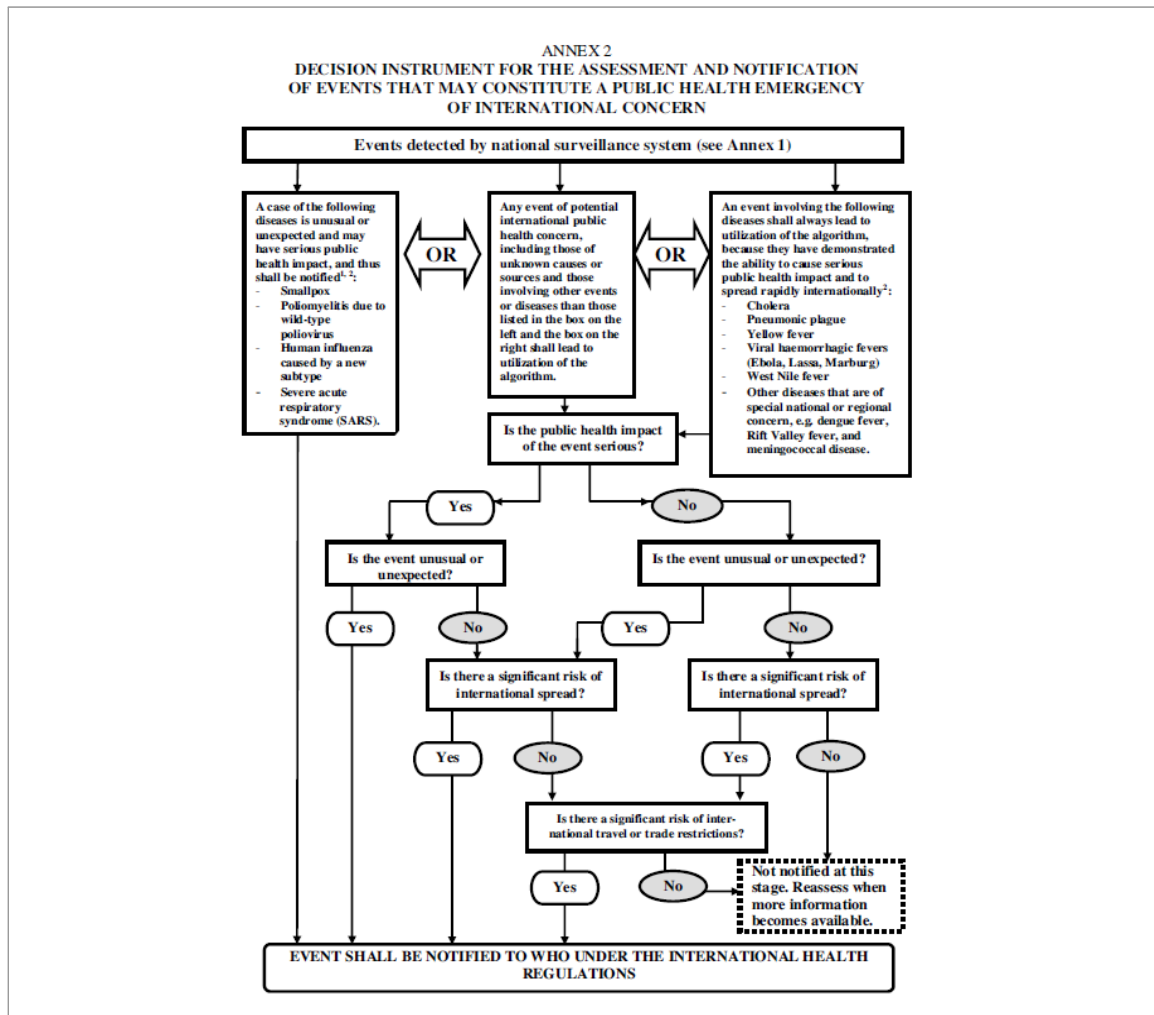 ANNEX 2
DECISION INSTRUMENT FOR THE ASSESSMENT AND NOTIFICATION
OF EVENTS THAT MAY CONSTITUTE A PUBLIC HEALTH EMERGENCY
OF INTERNATIONAL CONCERN
Events detected by national surveillance system (see Annex 1)
A case of the following
diseases is unusual or
unexpected and may
have serious public
health impact, and thus
shall be notified¹, ²:
- Smallpox
- Poliomyelitis due to
wild-type
poliovirus
- Human influenza
caused by a new
subtype
- Severe acute
respiratory
syndrome (SARS).
OR
Any event of potential
international public
health concern,
including those of
unknown causes or
sources and those
involving other events
or diseases than those
listed in the box on the
left and the box on the
right shall lead to
utilization of the
algorithm.
OR
An event involving the following
diseases shall always lead to
utilization of the algorithm,
because they have demonstrated
the ability to cause serious
public health impact and to
spread rapidly internationally²:
- Cholera
- Pneumonic plague
- Yellow fever
- Viral haemorrhagic fevers
(Ebola, Lassa, Marburg)
- West Nile fever
- Other diseases that are of
special national or regional
concern, e.g. dengue fever,
Rift Valley fever, and
meningococcal disease.
Is the public health impact
of the event serious?
Yes
No
Is the event unusual or
unexpected?
Is the event unusual or unexpected?
Yes
No
Yes
No
Is there a significant risk of
international spread?
Is there a significant risk of
international spread?
Yes
No
Yes
No
Is there a significant risk of inter-
national travel or trade restrictions?
Yes
No
Not notified at this
stage. Reassess when
more information
becomes available.
EVENT SHALL BE NOTIFIED TO WHO UNDER THE INTERNATIONAL HEALTH
REGULATIONS